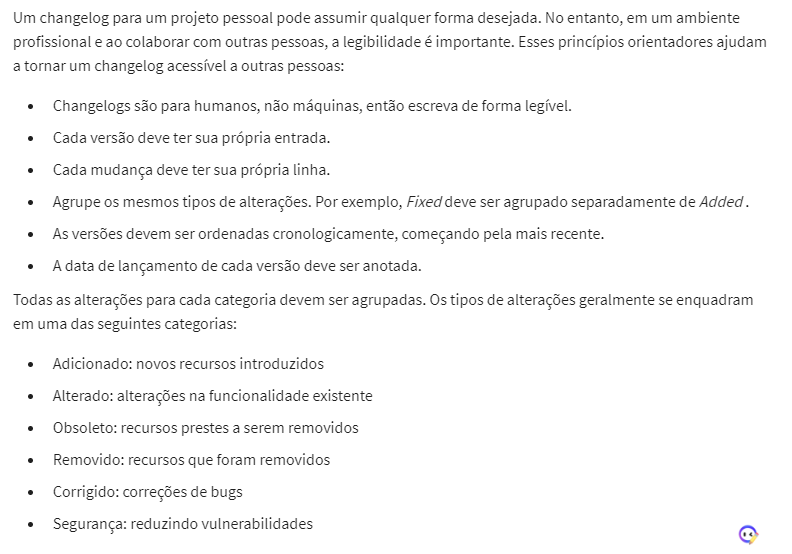 Um changelog para um projeto pessoal pode assumir qualquer forma desejada. No entanto, em um ambiente
profissional e ao colaborar com outras pessoas, a legibilidade é importante. Esses princípios orientadores ajudam
a tornar um changelog acessível a outras pessoas:
• Changelogs são para humanos, não máquinas, então escreva de forma legível.
• Cada versão deve ter sua própria entrada.
• Cada mudança deve ter sua própria linha.
• Agrupe os mesmos tipos de alterações. Por exemplo, Fixed deve ser agrupado separadamente de Added .
• As versões devem ser ordenadas cronologicamente, começando pela mais recente.
• A data de lançamento de cada versão deve ser anotada.
Todas as alterações para cada categoria devem ser agrupadas. Os tipos de alterações geralmente se enquadram
em uma das seguintes categorias:
• Adicionado: novos recursos introduzidos
• Alterado: alterações na funcionalidade existente
• Obsoleto: recursos prestes a serem removidos
• Removido: recursos que foram removidos
• Corrigido: correções de bugs
• Segurança: reduzindo vulnerabilidades